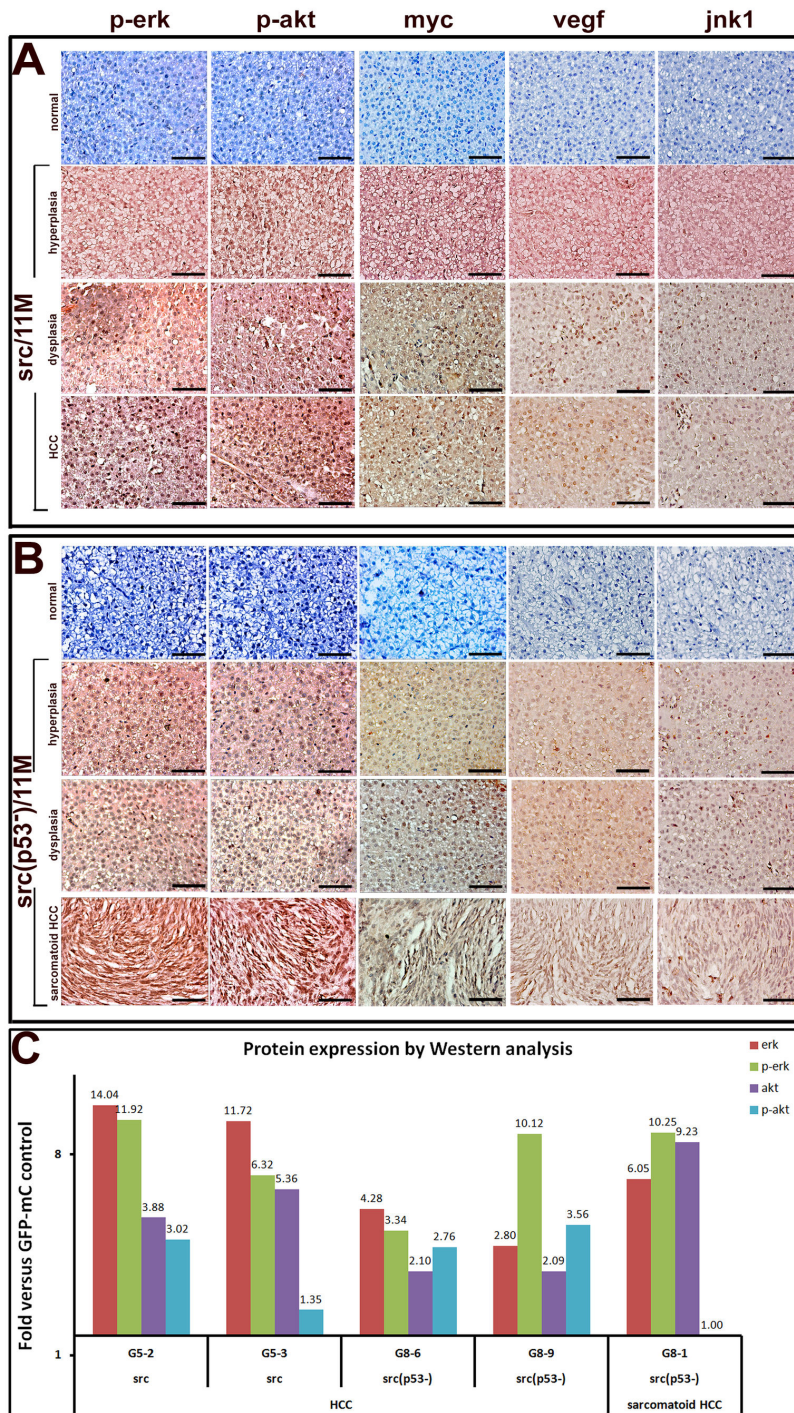 p-erk p-akt myc vegf jnk1
A
normal
hyperplasia
src/11M
dysplasia
HCC
B
normal
hyperplasia
src(p53-)/11M
dysplasia
sarcomatoid HCC
C
Protein expression by Western analysis
erk
p-erk
akt
p-akt
Fold versus GFP-mC control
8
1
14.04 11.92 3.88 3.02
11.72 6.32 5.36 1.35
4.28 3.34 2.10 2.76
2.80 10.12 2.09 3.56
6.05 10.25 9.23 1.00
G5-2 G5-3 G8-6 G8-9 G8-1
src src src(p53-) src(p53-) src(p53-)
HCC sarcomatoid HCC